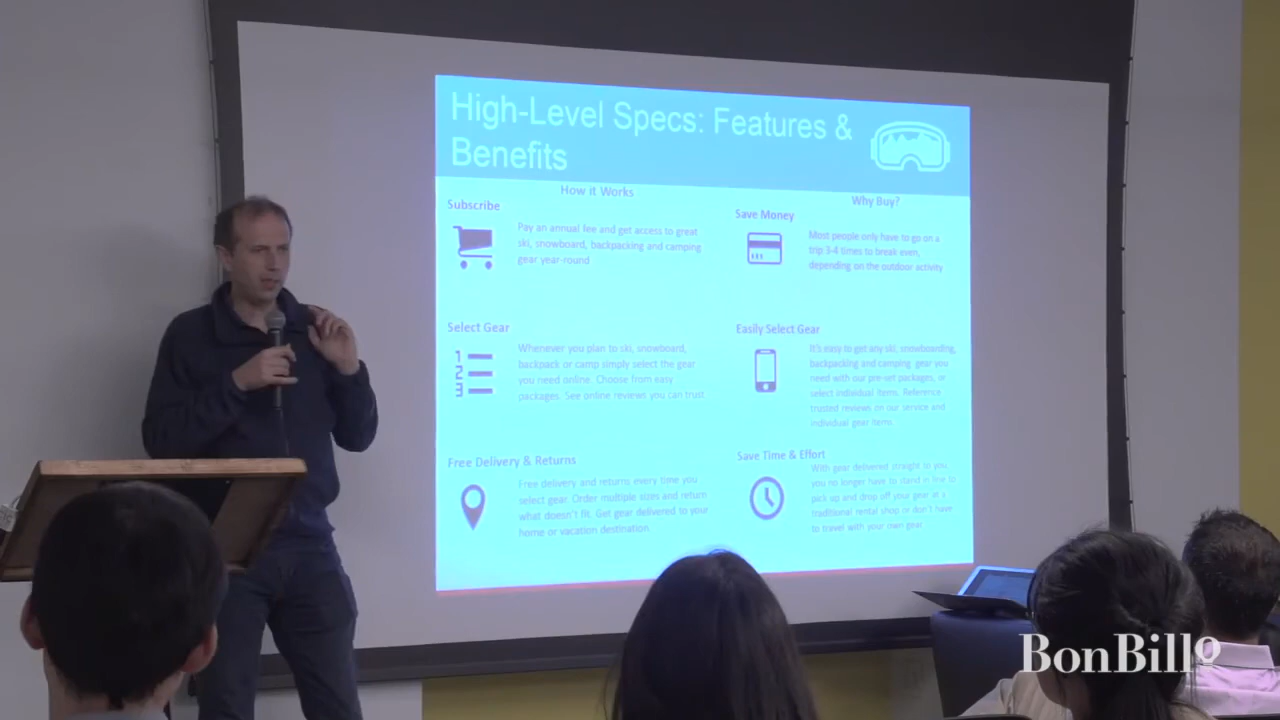 High-Level Specs: Features &
Benefits
How it Works
Subscribe
Pay an annual fee and get access to great
ski, snowboard, backpacking and camping
gear year-round
Select Gear
1
2
3
Whenever you plan to ski, snowboard,
backpack or camp simply select the gear
you need online. Choose from easy
packages. See online reviews you can trust.
Free Delivery & Returns
Free delivery and returns every time you
select gear. Order multiple sizes and return
what doesn't fit. Get gear delivered to your
home or vacation destination.
Why Buy?
Save Money
Most people only have to go on a
trip 3-4 times to break even,
depending on the outdoor activity
Easily Select Gear
It's easy to get any ski, snowboarding,
backpacking and camping gear you
need with our pre-set packages, or
select individual items. Reference
trusted reviews on our service and
individual gear items.
Save Time & Effort
With gear delivered straight to you,
you no longer have to stand in line to
pick up and drop off your gear at a
traditional rental shop or don't have
to travel with your own gear
BonBillo